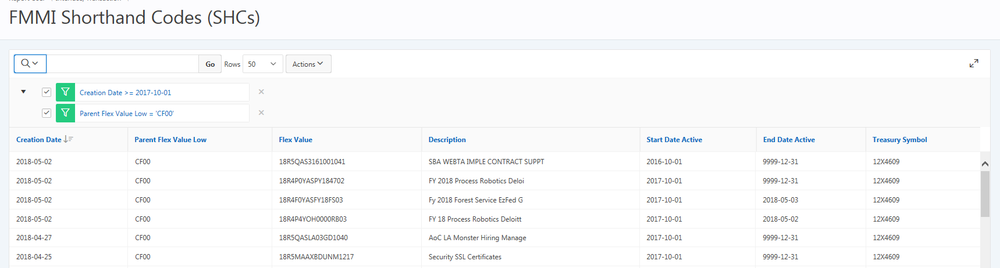 FMMI Shorthand Codes (SHCs)
Go Rows 50 Actions
Creation Date >= 2017-10-01
Parent Flex Value Low = 'CF00'
Creation Date Parent Flex Value Low Flex Value Description Start Date Active End Date Active Treasury Symbol
2018-05-02 CF00 18R5QAS3161001041 SBA WEBTA IMPLE CONTRACT SUPPT 2016-10-01 9999-12-31 12X4609
2018-05-02 CF00 18R4P0YASPY184702 FY 2018 Process Robotics Deloi 2017-10-01 9999-12-31 12X4609
2018-05-02 CF00 18R4F0YASFY18FS03 Fy 2018 Forest Service EzFed G 2017-10-01 2018-05-03 12X4609
2018-05-02 CF00 18R4P4YOH0000RB03 FY 18 Process Robotics Deloitt 2017-10-01 2018-05-02 12X4609
2018-04-27 CF00 18R5QASLA03GD1040 AoC LA Monster Hiring Manage 2017-10-01 9999-12-31 12X4609
2018-04-25 CF00 18R5MAAXBDUNM1217 Security SSL Certificates 2017-10-01 9999-12-31 12X4609